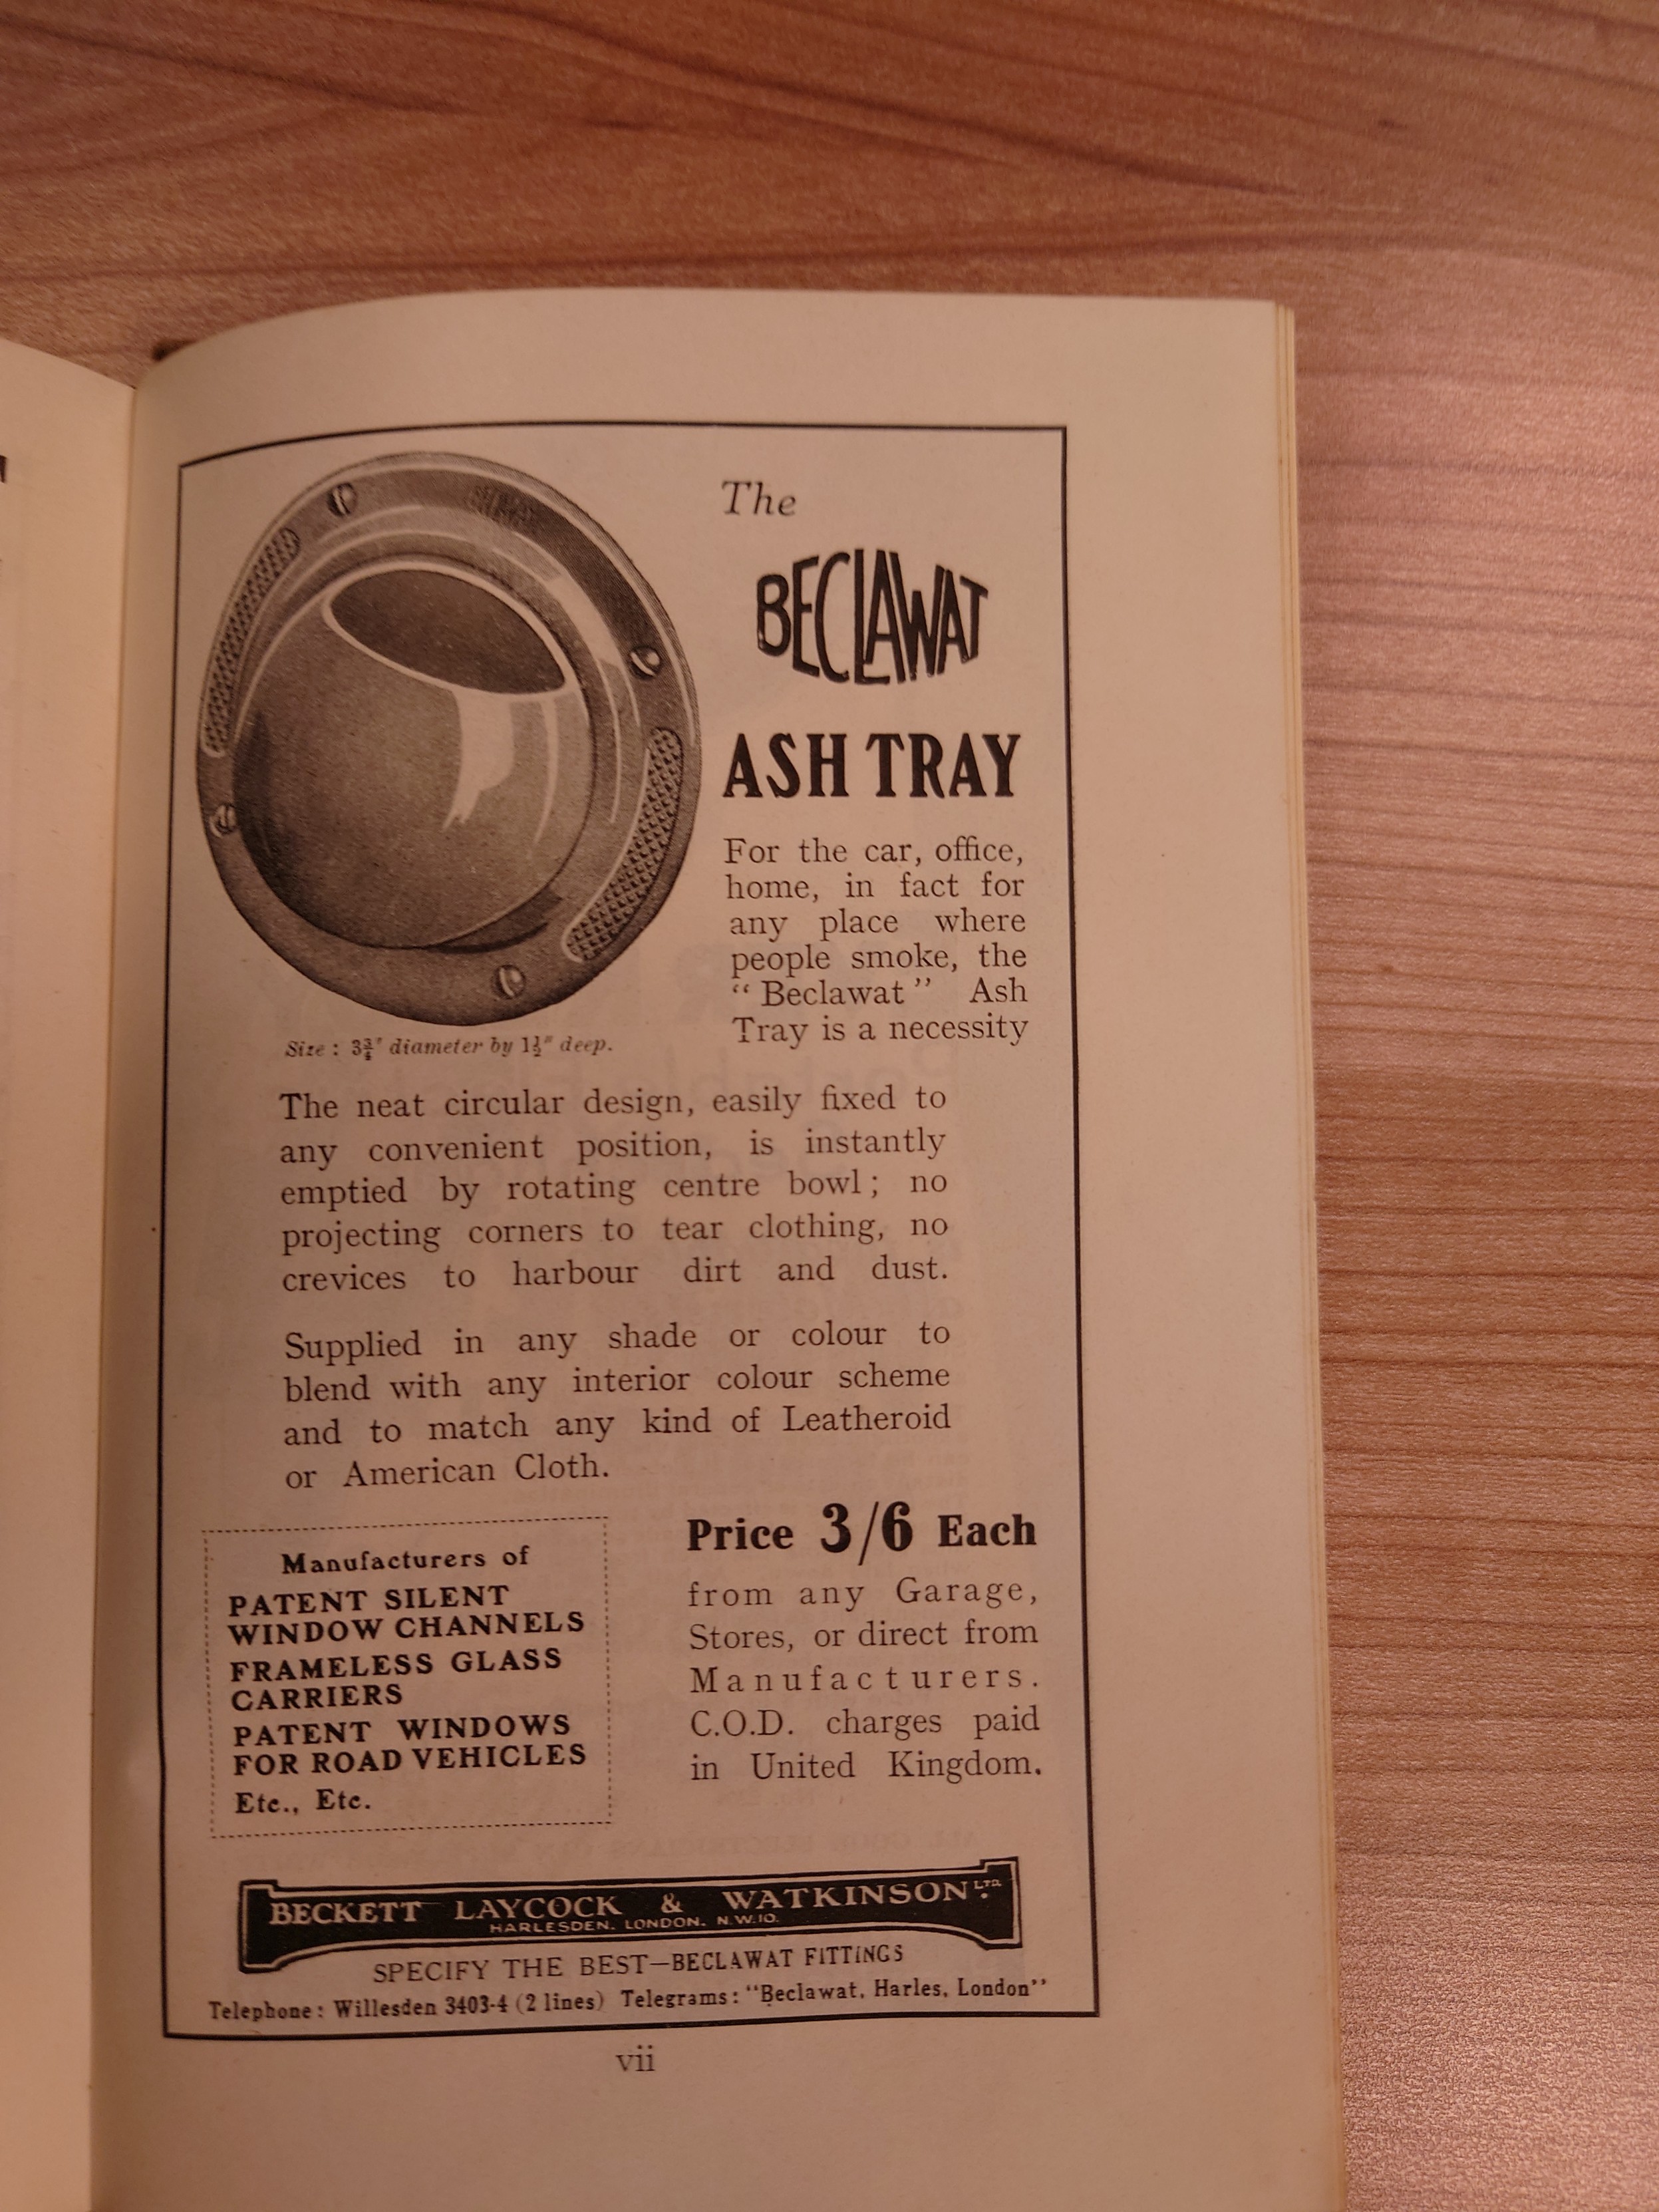 The
BECLAWAT
ASH TRAY
For the car, office,
home, in fact for
any place where
people smoke, the
“ Beclawat ” Ash
Tray is a necessity
Size : 3¾" diameter by 1½" deep.
The neat circular design, easily fixed to
any convenient position, is instantly
emptied by rotating centre bowl ; no
projecting corners to tear clothing, no
crevices to harbour dirt and dust.
Supplied in any shade or colour to
blend with any interior colour scheme
and to match any kind of Leatheroid
or American Cloth.
Manufacturers of
PATENT SILENT
WINDOW CHANNELS
FRAMELESS GLASS
CARRIERS
PATENT WINDOWS
FOR ROAD VEHICLES
Etc., Etc.
Price 3/6 Each
from any Garage,
Stores, or direct from
Manufacturers.
C.O.D. charges paid
in United Kingdom.
BECKETT LAYCOCK & WATKINSON LTD.
HARLESDEN. LONDON. N.W.10.
SPECIFY THE BEST—BECLAWAT FITTINGS
Telephone : Willesden 3403-4 (2 lines) Telegrams : “Beclawat, Harles, London”
vii